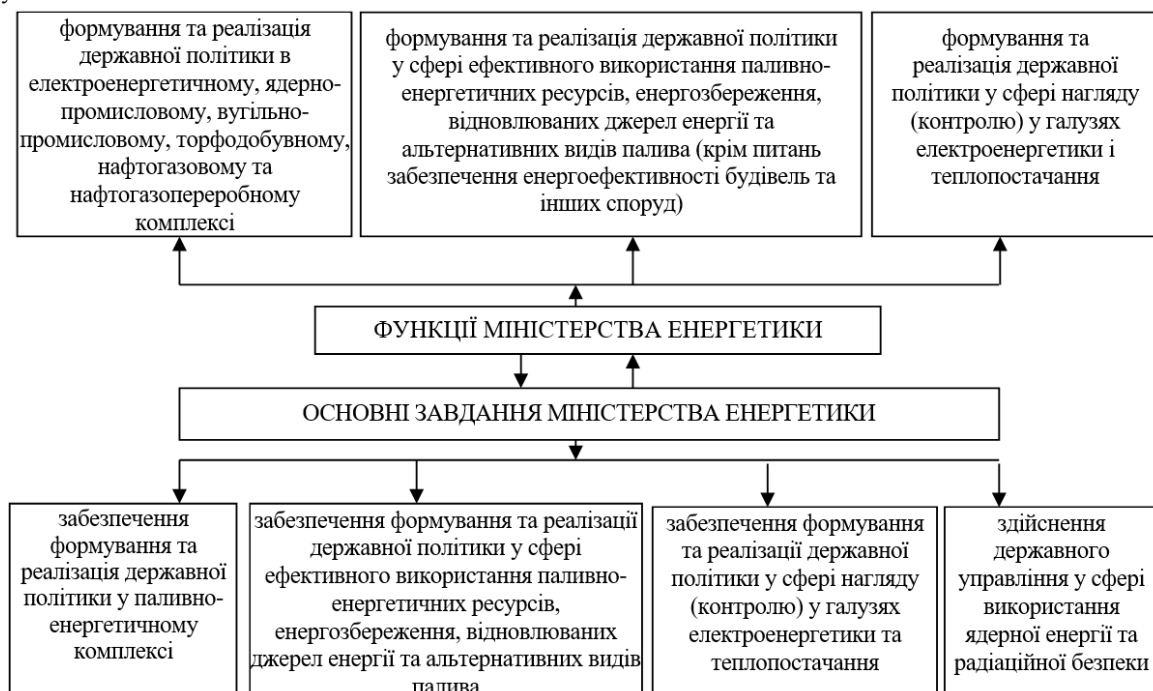 у
формування та реалізація
державної політики в
електроенергетичному, ядерно-
промисловому, вугільно-
промисловому, торфодобувному,
нафтогазовому та
нафтогазопереробному
комплексі
формування та реалізація державної політики
у сфері ефективного використання паливно-
енергетичних ресурсів, енергозбереження,
відновлюваних джерел енергії та
альтернативних видів палива (крім питань
забезпечення енергоефективності будівель та
інших споруд)
формування та
реалізація державної
політики у сфері нагляду
(контролю) у галузях
електроенергетики і
теплопостачання
ФУНКЦІЇ МІНІСТЕРСТВА ЕНЕРГЕТИКИ
ОСНОВНІ ЗАВДАННЯ МІНІСТЕРСТВА ЕНЕРГЕТИКИ
забезпечення
формування та
реалізація державної
політики у паливно-
енергетичному
комплексі
забезпечення формування та реалізації
державної політики у сфері
ефективного використання паливно-
енергетичних ресурсів,
енергозбереження, відновлюваних
джерел енергії та альтернативних видів
палива
забезпечення формування
та реалізації державної
політики у сфері нагляду
(контролю) у галузях
електроенергетики та
теплопостачання
здійснення
державного
управління у сфері
використання
ядерної енергії та
радіаційної безпеки